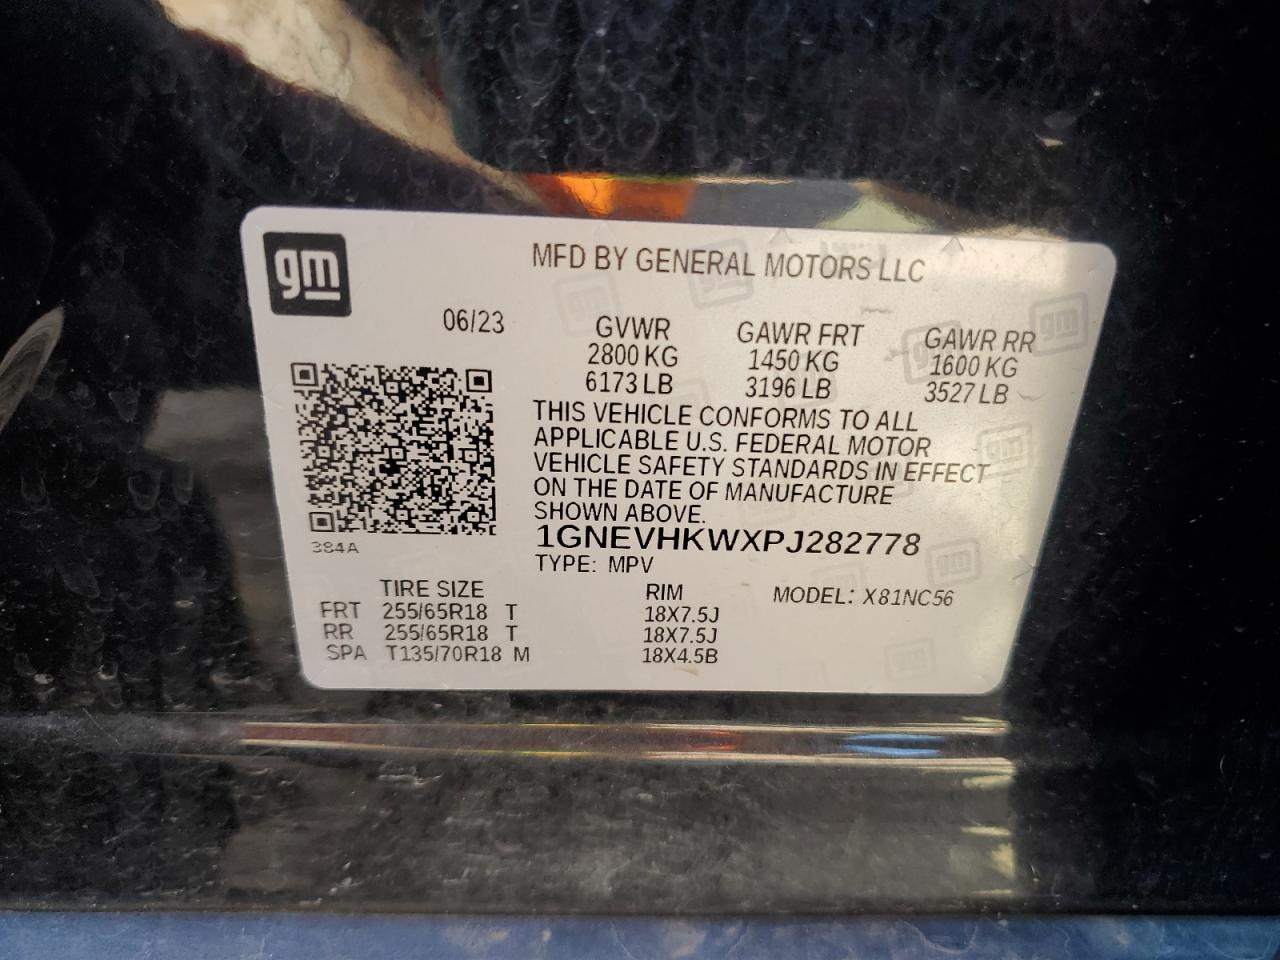 gm
MFD BY GENERAL MOTORS LLC
06/23 GVWR GAWR FRT GAWR RR
2800 KG 1450 KG 1600 KG
6173 LB 3196 LB 3527 LB
THIS VEHICLE CONFORMS TO ALL
APPLICABLE U.S. FEDERAL MOTOR
VEHICLE SAFETY STANDARDS IN EFFECT
ON THE DATE OF MANUFACTURE
SHOWN ABOVE.
1GNEVHKWXPJ282778
384A
TYPE: MPV
TIRE SIZE RIM MODEL: X81NC56
FRT 255/65R18 T 18X7.5J
RR 255/65R18 T 18X7.5J
SPA T135/70R18 M 18X4.5B